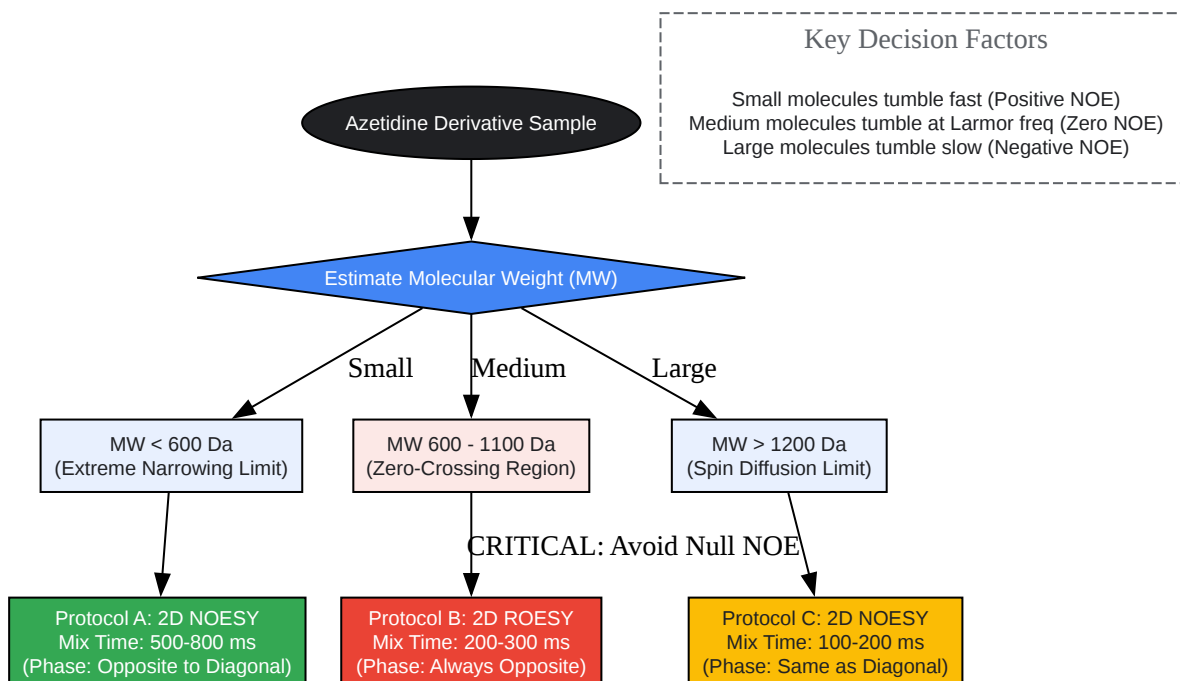 Key Decision Factors
Small molecules tumble fast (Positive NOE)
Medium molecules tumble at Larmor freq (Zero NOE)
Large molecules tumble slow (Negative NOE)
Azetidine Derivative Sample
Estimate Molecular Weight (MW)
Small
Medium
Large
MW < 600 Da
(Extreme Narrowing Limit)
MW 600 - 1100 Da
(Zero-Crossing Region)
MW > 1200 Da
(Spin Diffusion Limit)
CRITICAL: Avoid Null NOE
Protocol A: 2D NOESY
Mix Time: 500-800 ms
(Phase: Opposite to Diagonal)
Protocol B: 2D ROESY
Mix Time: 200-300 ms
(Phase: Always Opposite)
Protocol C: 2D NOESY
Mix Time: 100-200 ms
(Phase: Same as Diagonal)